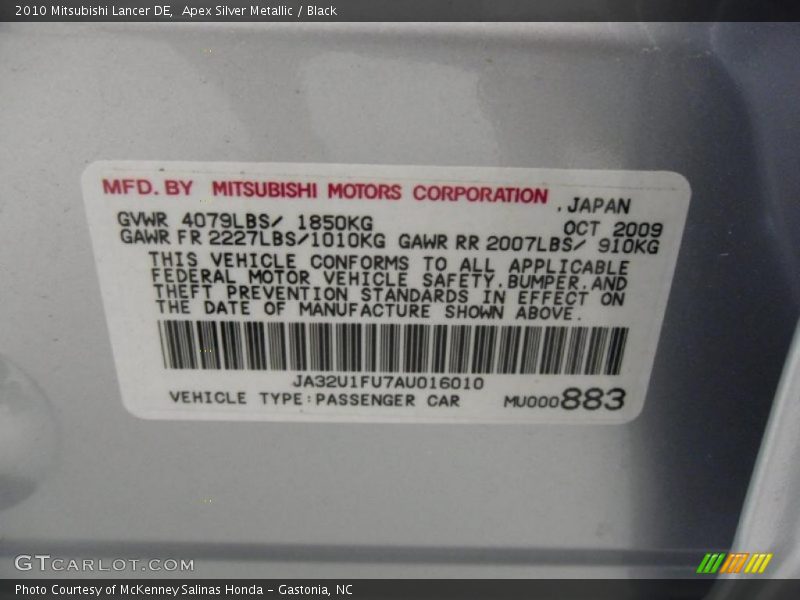 2010 Mitsubishi Lancer DE,  Apex Silver Metallic / Black
MFD. BY MITSUBISHI MOTORS CORPORATION
.JAPAN
GVWR 4079LBS/ 1850KG OCT 2009
GAWR FR 2227LBS/1010KG GAWR RR 2007LBS/ 910KG
THIS VEHICLE CONFORMS TO ALL APPLICABLE
FEDERAL MOTOR VEHICLE SAFETY.BUMPER.AND
THEFT PREVENTION STANDARDS IN EFFECT ON
THE DATE OF MANUFACTURE SHOWN ABOVE.
JA32U1FU7AU016010
VEHICLE TYPE:PASSENGER CAR MU000883
GTCARLOT.COM
Photo Courtesy of McKenney Salinas Honda - Gastonia, NC